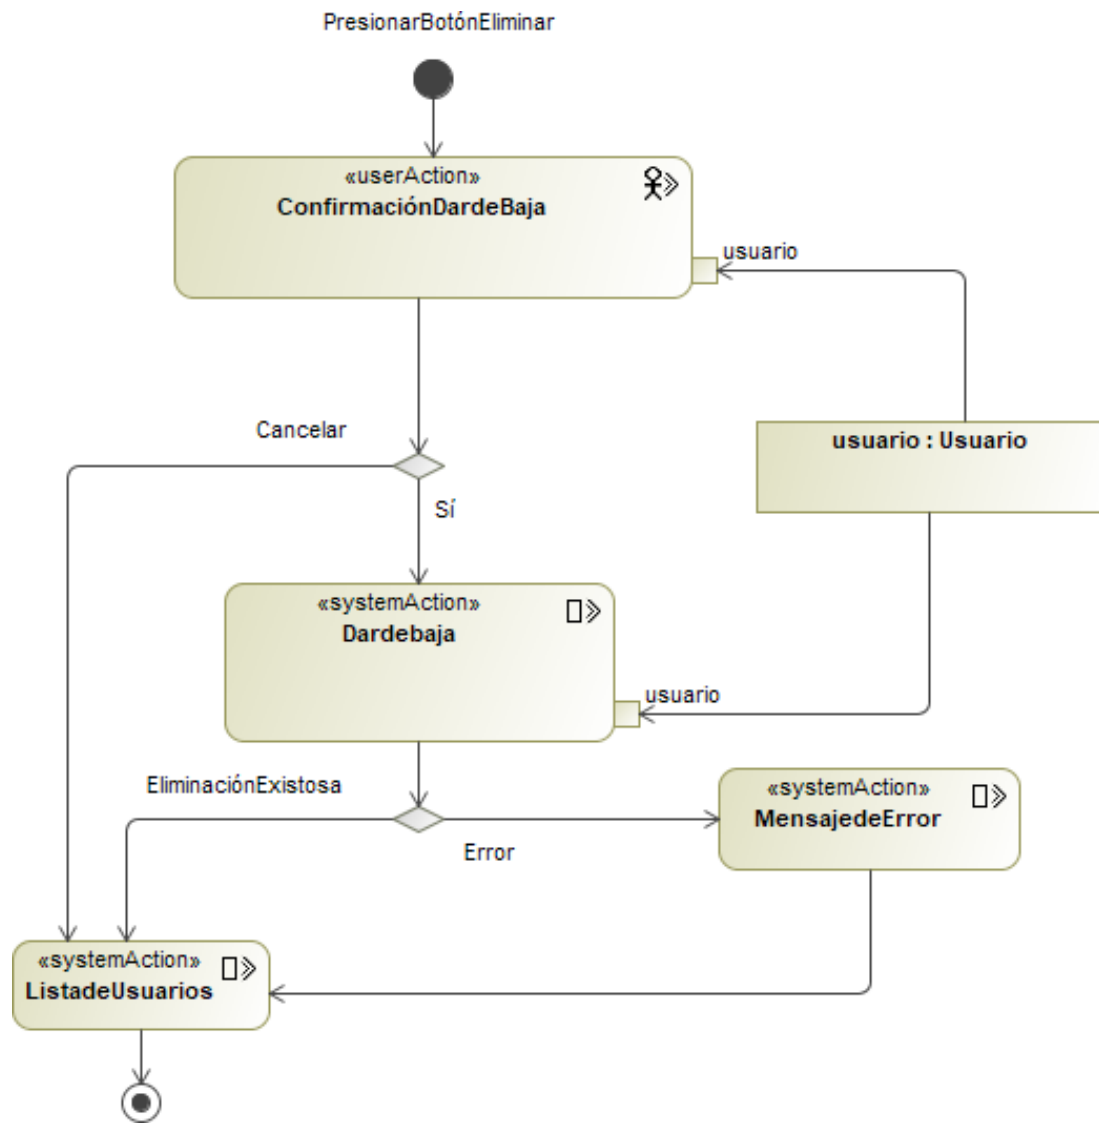 PresionarBotónEliminar
«userAction»
ConfirmaciónDardeBaja
usuario
Cancelar
usuario : Usuario
Sí
«systemAction»
Dardebaja
usuario
EliminaciónExistosa
«systemAction»
MensajedeError
Error
«systemAction»
ListadeUsuarios